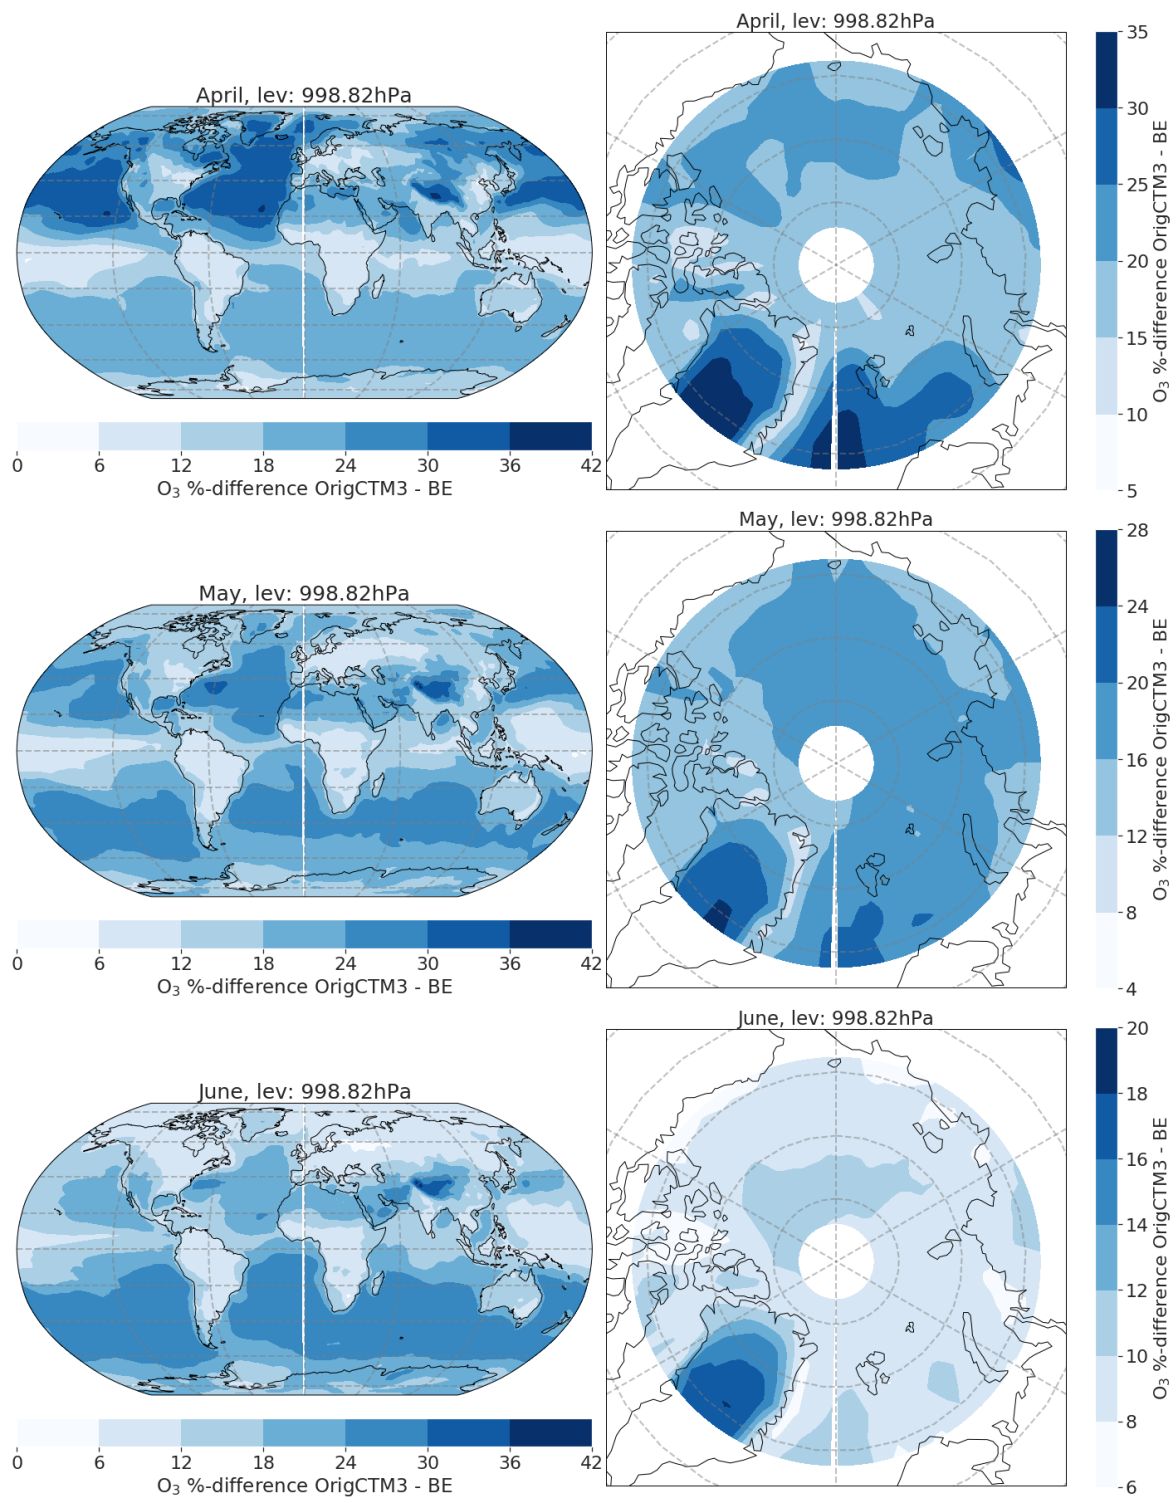 April, lev: 998.82hPa
0 6 12 18 24 30 36 42
O₃ %-difference OrigCTM3 - BE
April, lev: 998.82hPa
35
30
25
20
15
10
5
O₃ %-difference OrigCTM3 - BE
May, lev: 998.82hPa
0 6 12 18 24 30 36 42
O₃ %-difference OrigCTM3 - BE
May, lev: 998.82hPa
28
24
20
16
12
8
4
O₃ %-difference OrigCTM3 - BE
June, lev: 998.82hPa
0 6 12 18 24 30 36 42
O₃ %-difference OrigCTM3 - BE
June, lev: 998.82hPa
20
18
16
14
12
10
8
6
O₃ %-difference OrigCTM3 - BE